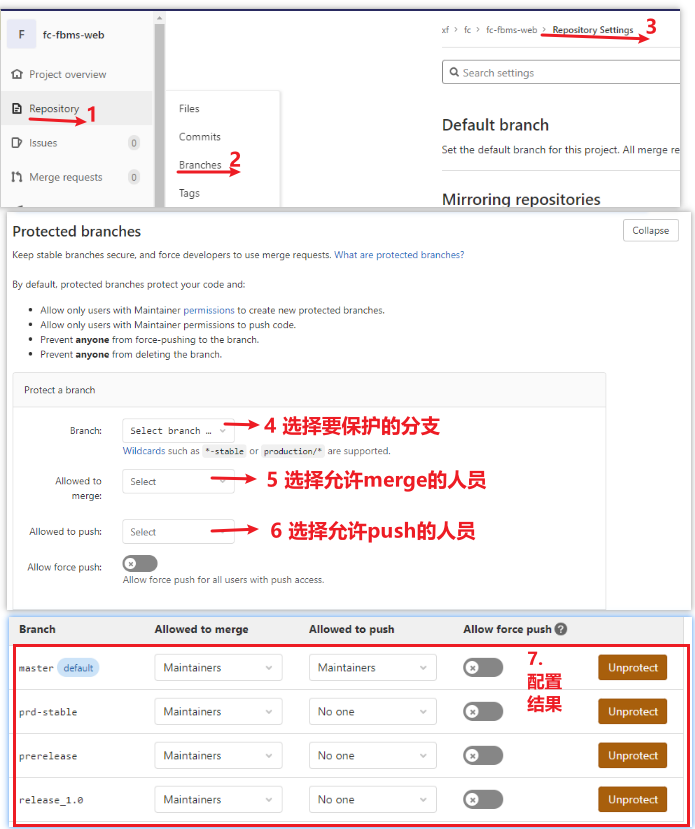 F fc-fbms-web
Project overview
Repository
1
Issues 0
Merge requests 0
Files
Commits
Branches
2
Tags
xf > fc > fc-fbms-web > Repository Settings
3
Search settings
Default branch
Set the default branch for this project. All merge re
Mirroring repositories
Protected branches
Collapse
Keep stable branches secure, and force developers to use merge requests. What are protected branches?
By default, protected branches protect your code and:
• Allow only users with Maintainer permissions to create new protected branches.
• Allow only users with Maintainer permissions to push code.
• Prevent anyone from force-pushing to the branch.
• Prevent anyone from deleting the branch.
Protect a branch
Branch: Select branch …
4 选择要保护的分支
Wildcards such as *-stable or production/* are supported.
Allowed to merge: Select
5 选择允许merge的人员
Allowed to push: Select
6 选择允许push的人员
Allow force push:
Allow force push for all users with push access.
Branch Allowed to merge Allowed to push Allow force push ?
master default Maintainers Maintainers Unprotect
7.
配置
结果
prd-stable Maintainers No one Unprotect
prerelease Maintainers No one Unprotect
release_1.0 Maintainers No one Unprotect